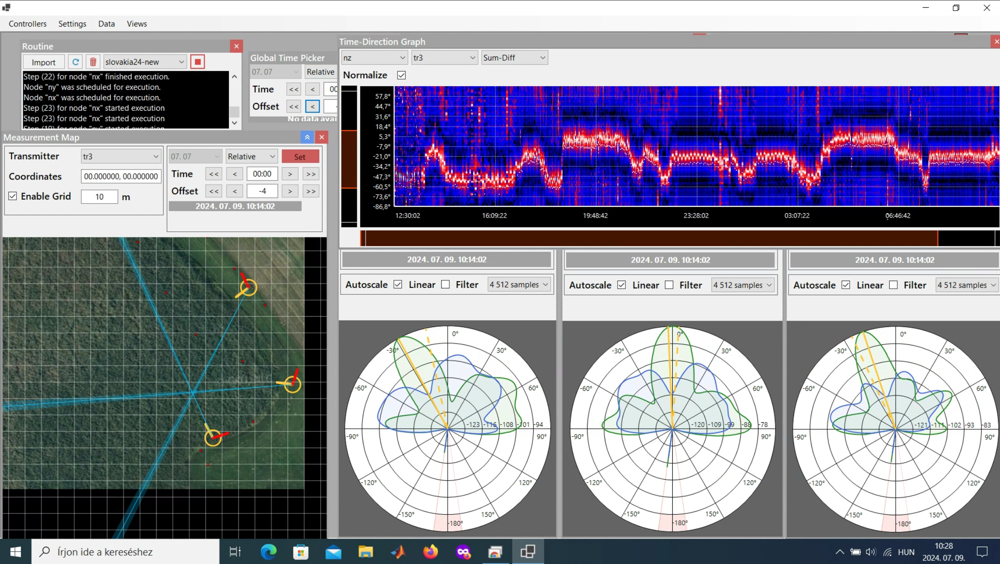 Controllers Settings Data Views
Routine
Import slovakia24-new
Step (22) for node "nx" finished execution.
Node "ny" was scheduled for execution.
Node "nx" was scheduled for execution.
Step (23) for node "nx" started execution
Step (23) for node "nx" started execution
Global Time Picker
07. 07 Relative
Time << < 00
Offset << < -
No data avai
Measurement Map
Transmitter tr3
Coordinates 00.000000, 00.000000
Enable Grid 10 m
07. 07 Relative Set
Time << < 00:00 > >>
Offset << < -4 > >>
2024. 07. 09. 10:14:02
Time-Direction Graph
nz tr3 Sum-Diff
Normalize
57,8°
44,7°
31,6°
18,4°
5,3°
-7,9°
-21,0°
-34,2°
-47,3°
-60,5°
-73,6°
-86,8°
12:30:02 16:09:22 19:48:42 23:28:02 03:07:22 06:46:42
2024. 07. 09. 10:14:02
Autoscale Linear Filter 4 512 samples
0°
-30° 30°
-60° 60°
-123 -116 -108 -101 -94
-90° 90°
-120° 120°
-150° 150°
-180°
2024. 07. 09. 10:14:02
Autoscale Linear Filter 4 512 samples
0°
-30° 30°
-60° 60°
-120 -109 -99 -88 -78
-90° 90°
-120° 120°
-150° 150°
-180°
2024. 07. 09. 10:14:02
Autoscale Linear Filter 4 512 samples
0°
-30° 30°
-60° 60°
-121 -111 -102 -93 -83
-90° 90°
-120° 120°
-150° 150°
-180°
Írjon ide a kereséshez
HUN
10:28
2024. 07. 09.